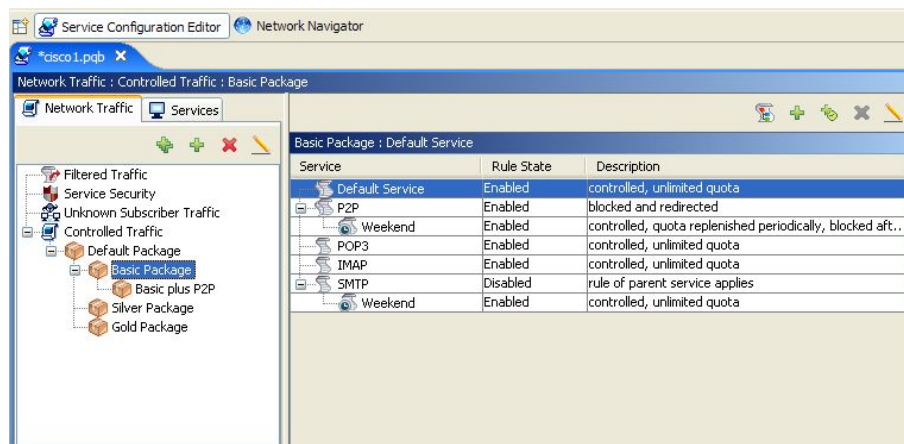 Service Configuration Editor Network Navigator
*cisco1.pqb
Network Traffic : Controlled Traffic : Basic Package
Network Traffic Services
Filtered Traffic
Service Security
Unknown Subscriber Traffic
Controlled Traffic
Default Package
Basic Package
Basic plus P2P
Silver Package
Gold Package
Basic Package : Default Service
Service Rule State Description
Default Service Enabled controlled, unlimited quota
P2P Enabled blocked and redirected
Weekend Enabled controlled, quota replenished periodically, blocked aft..
POP3 Enabled controlled, unlimited quota
IMAP Enabled controlled, unlimited quota
SMTP Disabled rule of parent service applies
Weekend Enabled controlled, unlimited quota